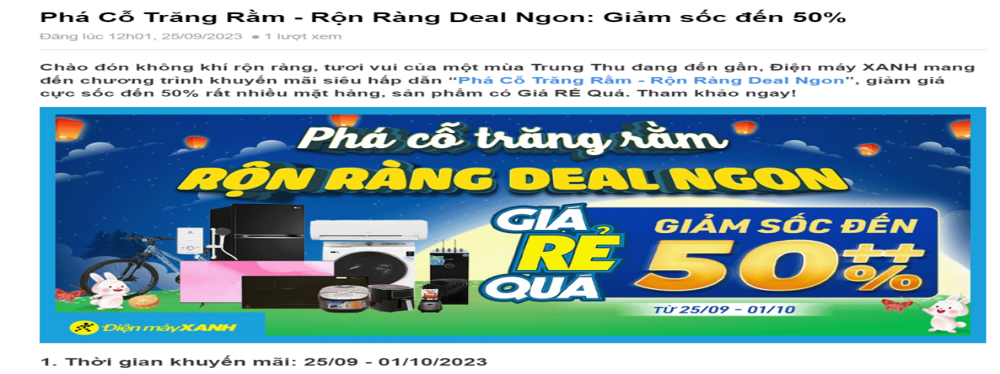 Phá Cỗ Trăng Rằm - Rộn Ràng Deal Ngon: Giảm sốc đến 50%
Đăng lúc 12h01, 25/09/2023 ● 1 lượt xem
Chào đón không khí rộn ràng, tươi vui của một mùa Trung Thu đang đến gần, Điện máy XANH mang
đến chương trình khuyến mãi siêu hấp dẫn “Phá Cỗ Trăng Rằm - Rộn Ràng Deal Ngon”, giảm giá
cực sốc đến 50% rất nhiều mặt hàng, sản phẩm có Giá RẺ Quá. Tham khảo ngay!
Phá cỗ trăng rằm
RỘN RÀNG DEAL NGON
GIÁ
RẺ
QUÁ
GIẢM SỐC ĐẾN
50++%
TỪ 25/09 - 01/10
Điện máy XANH
1. Thời gian khuyến mãi: 25/09 - 01/10/2023